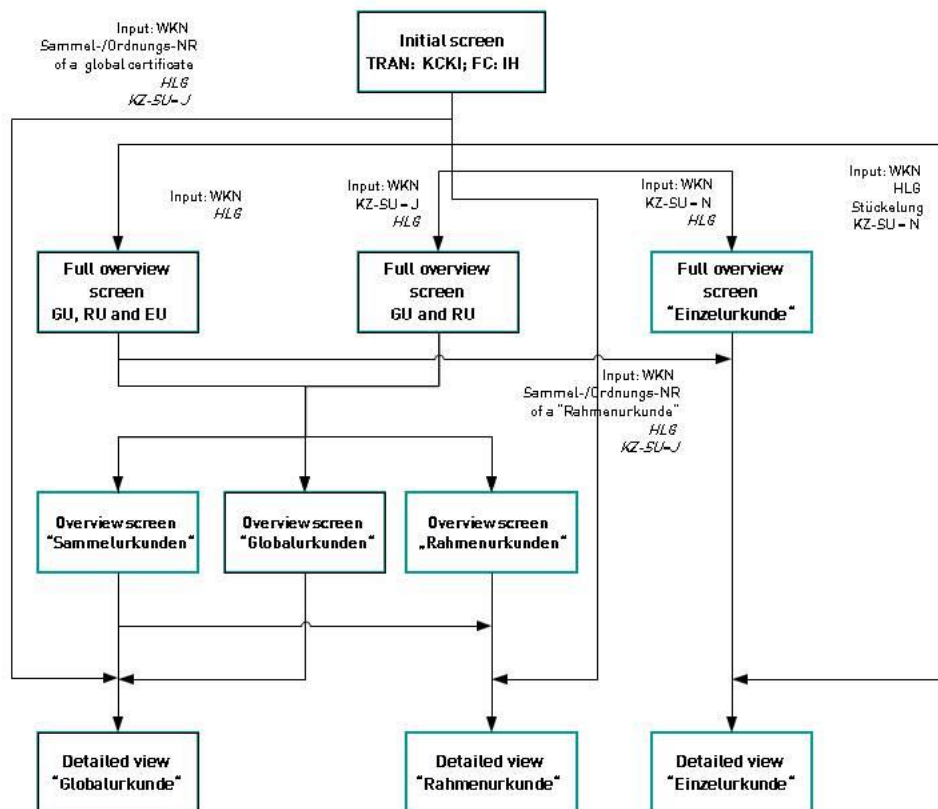 Input: WKN
Sammel-/Ordnungs-NR
of a global certificate
HLG
KZ-SU=J
Initial screen
TRAN: KCKI; FC: IH
Input: WKN
HLG
Input: WKN
KZ-SU=J
HLG
Input: WKN
KZ-SU=N
HLG
Input: WKN
HLG
Stückelung
KZ-SU=N
Full overview
screen
GU, RU and EU
Full overview
screen
GU and RU
Full overview
screen
"Einzelurkunde"
Input: WKN
Sammel-/Ordnungs-NR
of a "Rahmenurkunde"
HLG
KZ-SU=J
Overview screen
"Sammelurkunden"
Overview screen
"Globalurkunden"
Overview screen
„Rahmenurkunden"
Detailed view
"Globalurkunde"
Detailed view
"Rahmenurkunde"
Detailed view
"Einzelurkunde"